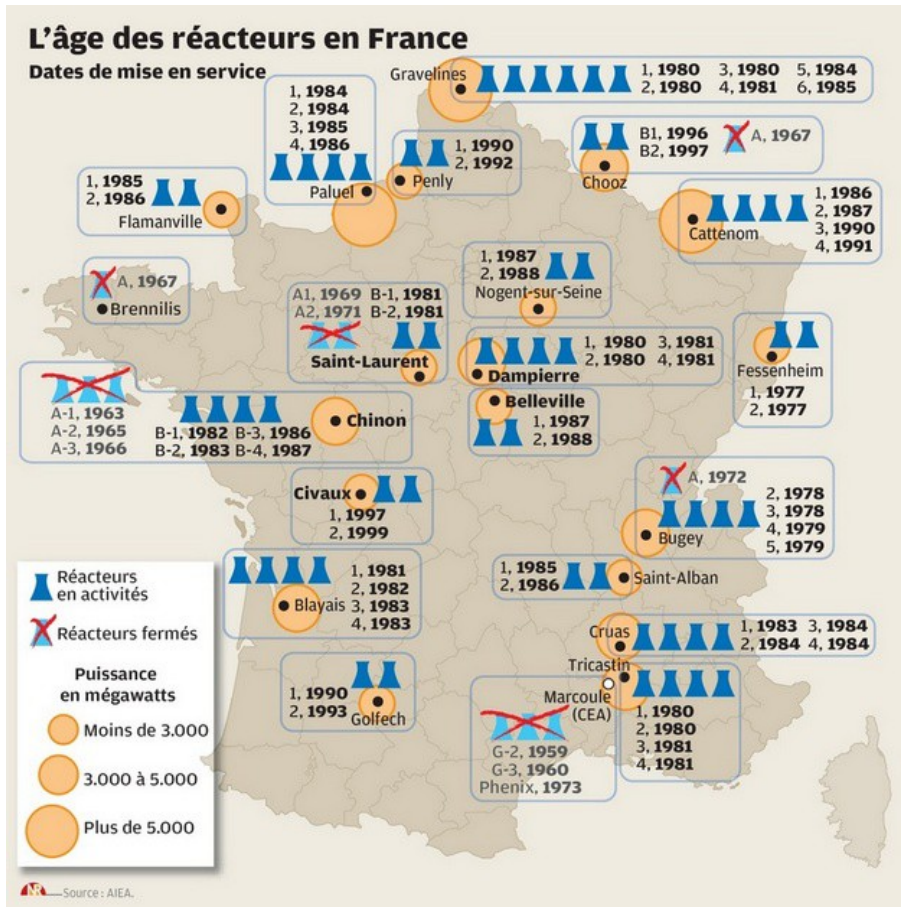 L'âge des réacteurs en France
Dates de mise en service
Gravelines
1, 1980 3, 1980 5, 1984
2, 1980 4, 1981 6, 1985
1, 1984
2, 1984
3, 1985
4, 1986
Paluel
1, 1990
2, 1992
Penly
B1, 1996
B2, 1997
A, 1967
Chooz
1, 1985
2, 1986
Flamanville
1, 1986
2, 1987
3, 1990
4, 1991
Cattenom
A, 1967
Brennilis
1, 1987
2, 1988
Nogent-sur-Seine
A1, 1969 B-1, 1981
A2, 1971 B-2, 1981
Saint-Laurent
1, 1980 3, 1981
2, 1980 4, 1981
Dampierre
Fessenheim
1, 1977
2, 1977
A-1, 1963
A-2, 1965
A-3, 1966
B-1, 1982 B-3, 1986
B-2, 1983 B-4, 1987
Chinon
Belleville
1, 1987
2, 1988
Civaux
1, 1997
2, 1999
A, 1972
2, 1978
3, 1978
4, 1979
5, 1979
Bugey
1, 1985
2, 1986
Saint-Alban
1, 1981
2, 1982
3, 1983
4, 1983
Blayais
Cruas
1, 1983 3, 1984
2, 1984 4, 1984
Tricastin
1, 1980
2, 1980
3, 1981
4, 1981
Marcoule
(CEA)
G-2, 1959
G-3, 1960
Phenix, 1973
1, 1990
2, 1993
Golfech
Réacteurs
en activités
Réacteurs fermés
Puissance
en mégawatts
Moins de 3.000
3.000 à 5.000
Plus de 5.000
NR
Source : AIEA.